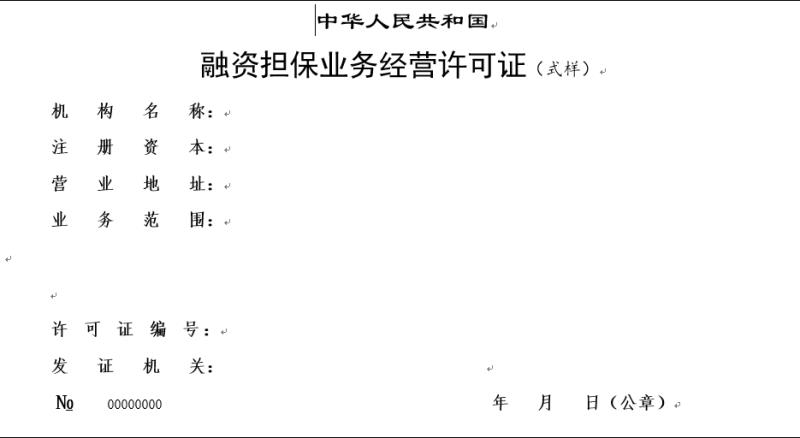 中华人民共和国
融资担保业务经营许可证（式样）
机构名称：
注册资本：
营业地址：
业务范围：
许可证编号：
发证机关：
№ 00000000 年 月 日（公章）